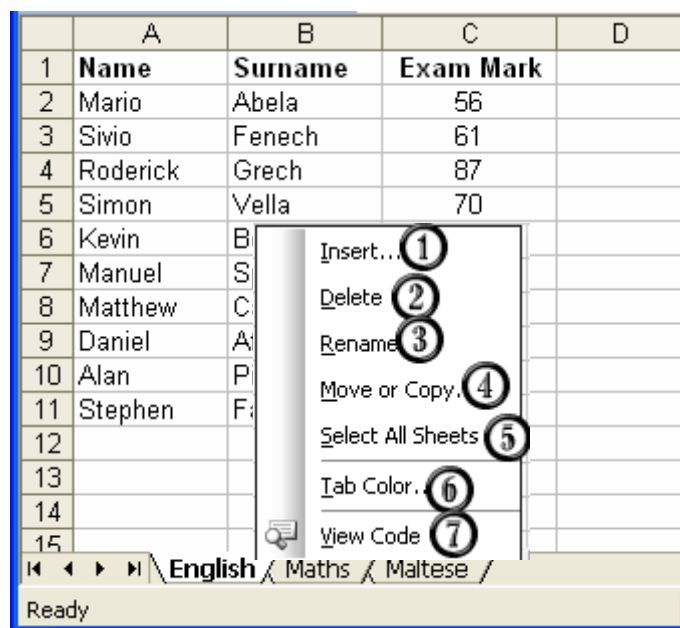 A B C D
1 Name Surname Exam Mark
2 Mario Abela 56
3 Sivio Fenech 61
4 Roderick Grech 87
5 Simon Vella 70
6 Kevin
7 Manuel
8 Matthew
9 Daniel
10 Alan
11 Stephen
12
13
14
15
Insert... 1
Delete 2
Rename 3
Move or Copy.. 4
Select All Sheets 5
Tab Color.. 6
View Code 7
English Maths Maltese
Ready